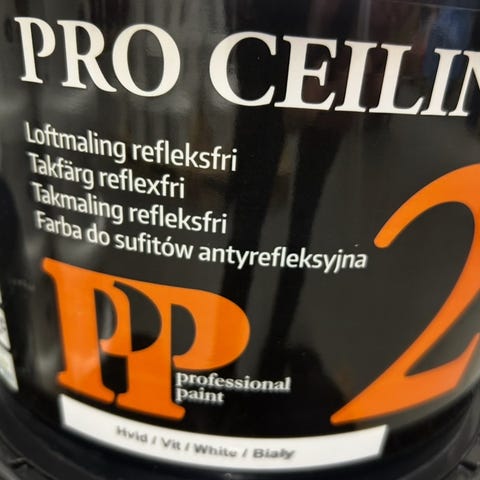 PRO CEILIN
Loftmaling refleksfri
Takfärg reflexfri
Takmaling refleksfri
Farba do sufitów antyrefleksyjna
2
PP
professional
paint
Hvid / Vit / White / Biały